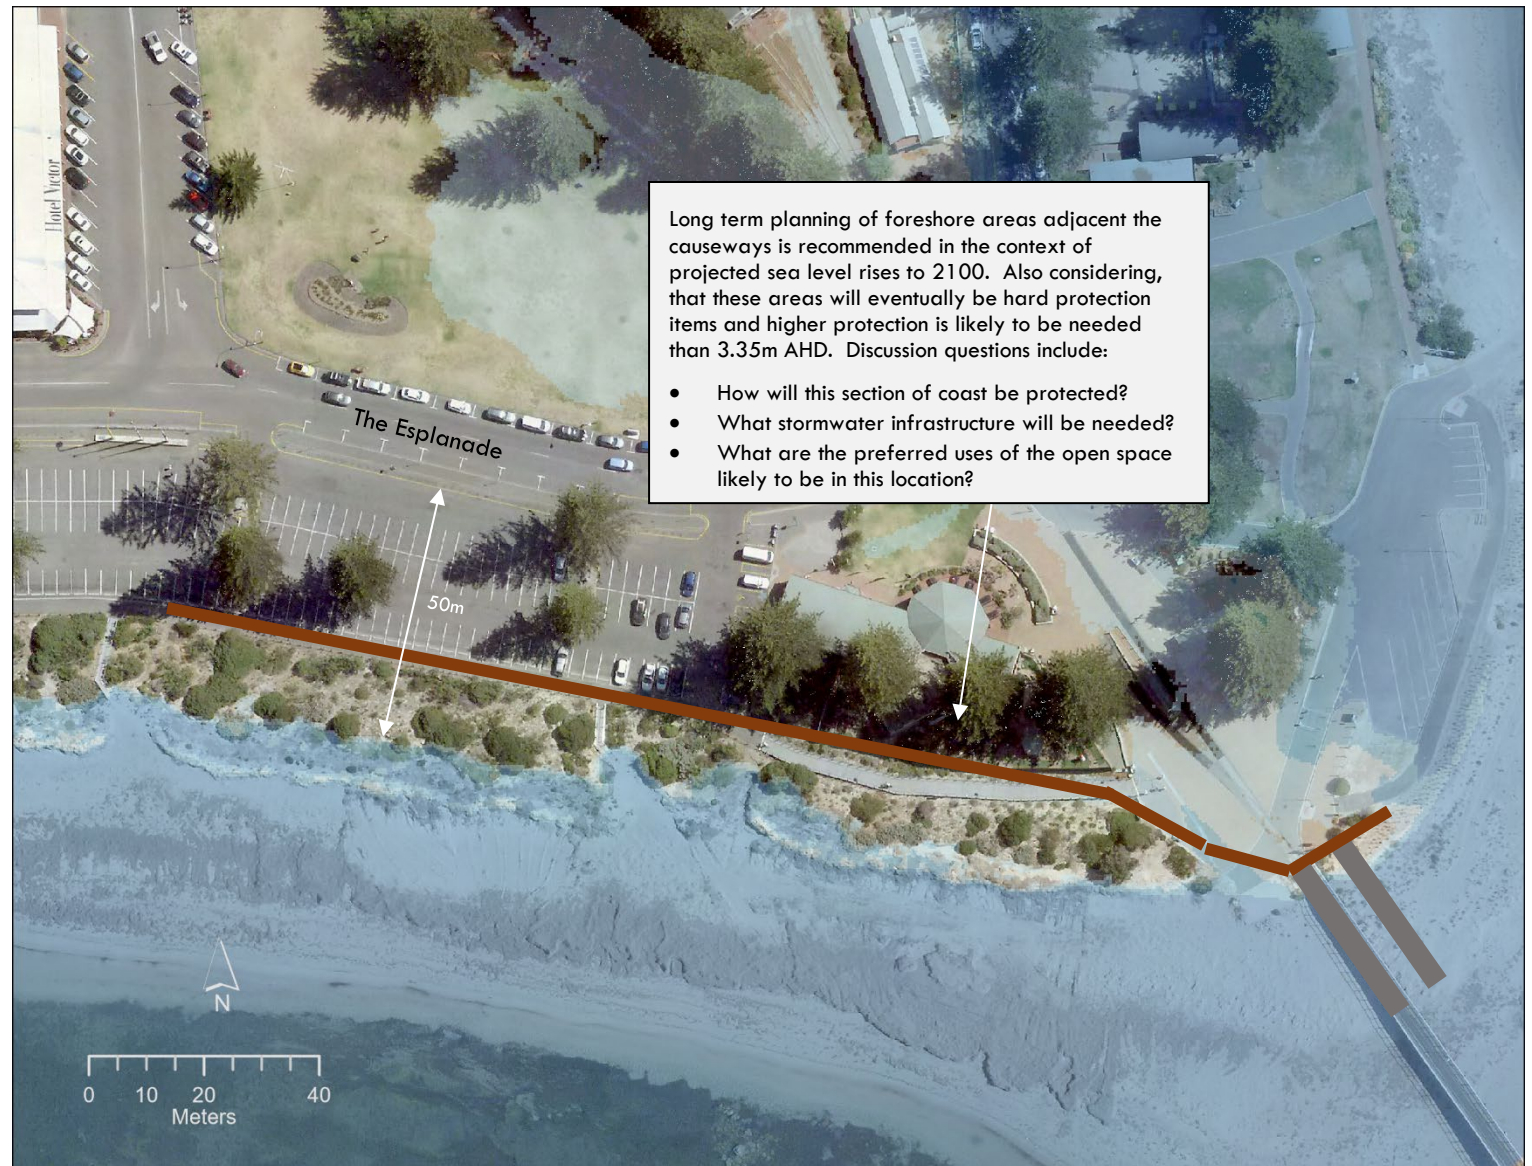 Hotel Victor
Long term planning of foreshore areas adjacent the
causeways is recommended in the context of
projected sea level rises to 2100.  Also considering,
that these areas will eventually be hard protection
items and higher protection is likely to be needed
than 3.35m AHD.  Discussion questions include:
• How will this section of coast be protected?
• What stormwater infrastructure will be needed?
• What are the preferred uses of the open space
likely to be in this location?
The Esplanade
50m
N
0 10 20 40
Meters